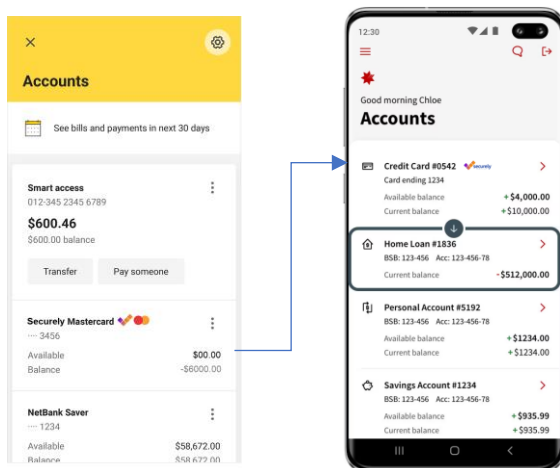 Accounts
See bills and payments in next 30 days
Smart access
012-345 2345 6789
$600.46
$600.00 balance
Transfer Pay someone
Securely Mastercard
···· 3456
Available $00.00
Balance -$6000.00
NetBank Saver
···· 1234
Available $58,672.00
Balance $58,672.00
12:30
Good morning Chloe
Accounts
Credit Card #0542 securely
Card ending 1234
Available balance +$4,000.00
Current balance +$10,000.00
Home Loan #1836
BSB: 123-456 Acc: 123-456-78
Current balance -$512,000.00
Personal Account #5192
BSB: 123-456 Acc: 123-456-78
Available balance +$1234.00
Current balance +$1234.00
Savings Account #1234
BSB: 123-456 Acc: 123-456-78
Available balance +$935.99
Current balance +$935.99